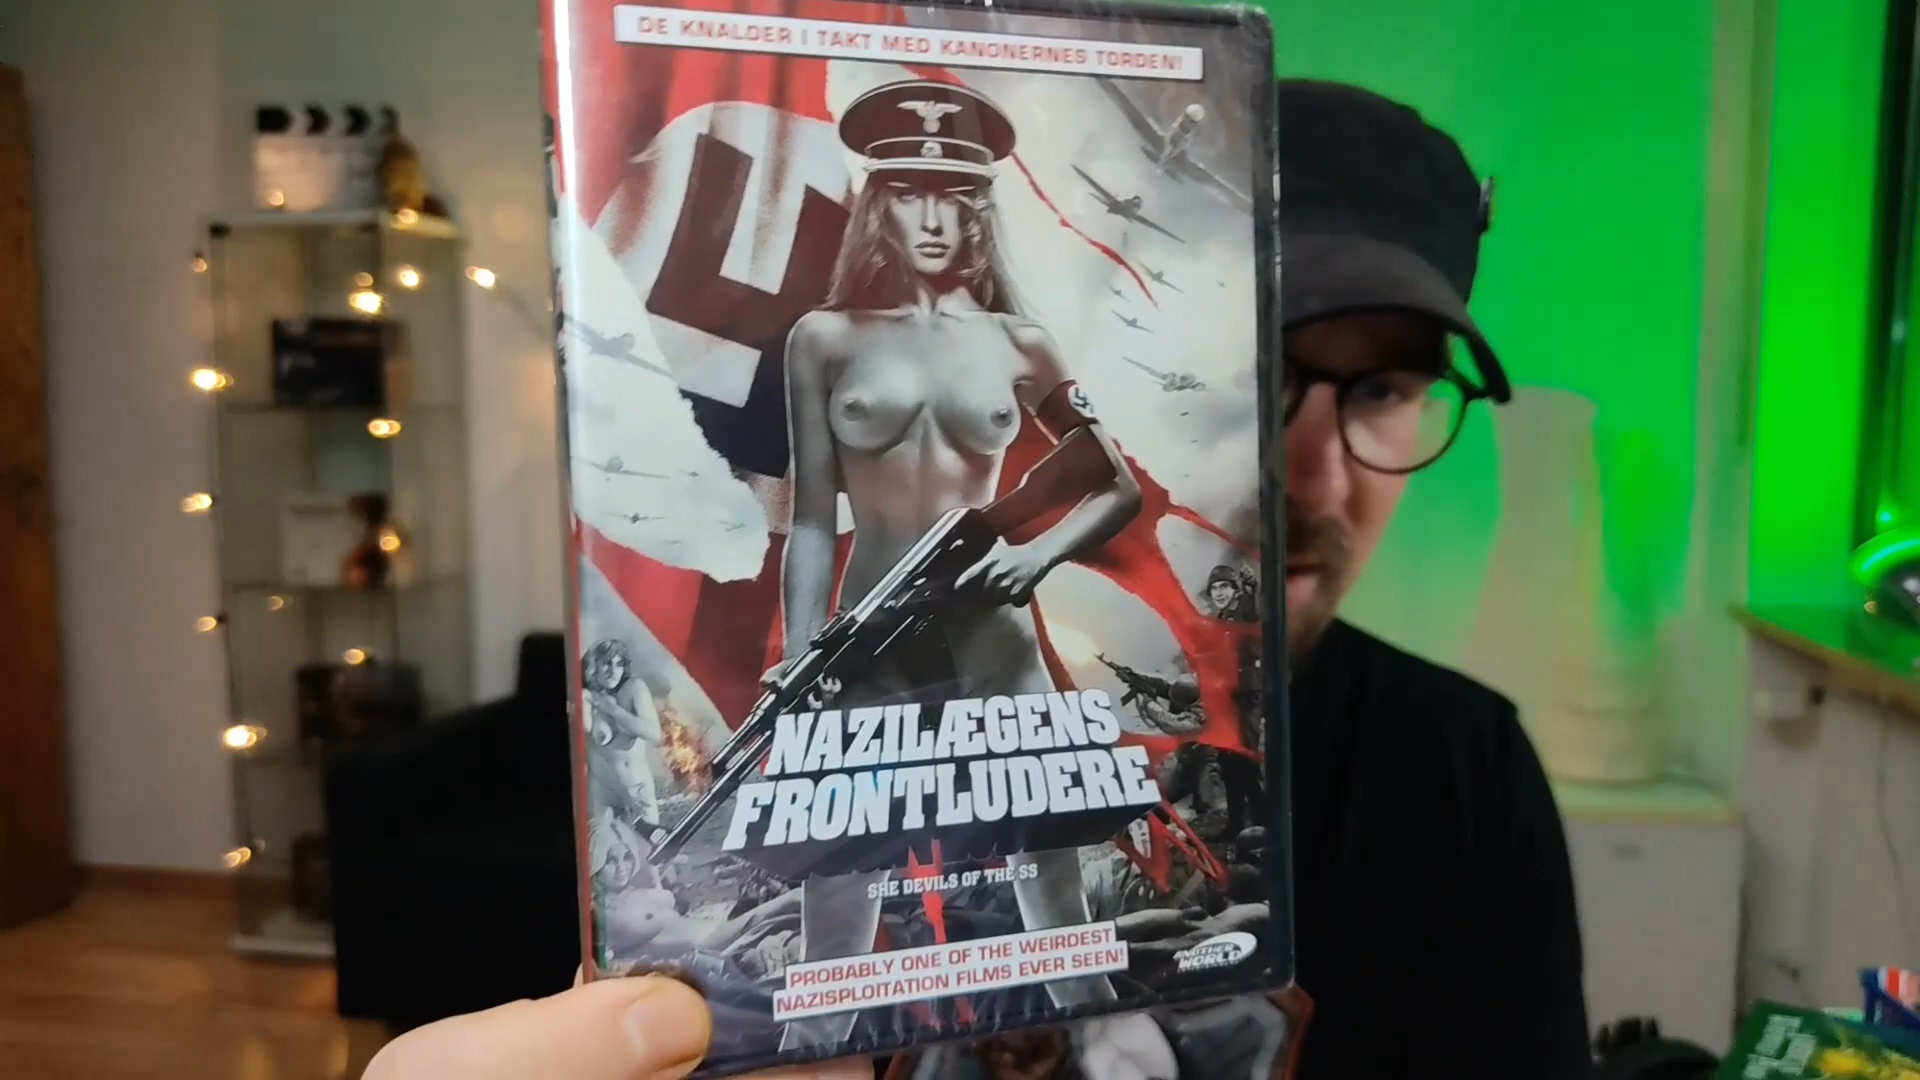 DE KNALDER I TAKT MED KANONERNES TORDEN!
NAZILÆGENS
FRONTLUDERE
SHE DEVILS OF THE SS
PROBABLY ONE OF THE WEIRDEST
NAZISPLOITATION FILMS EVER SEEN!
ANOTHER
WORLD